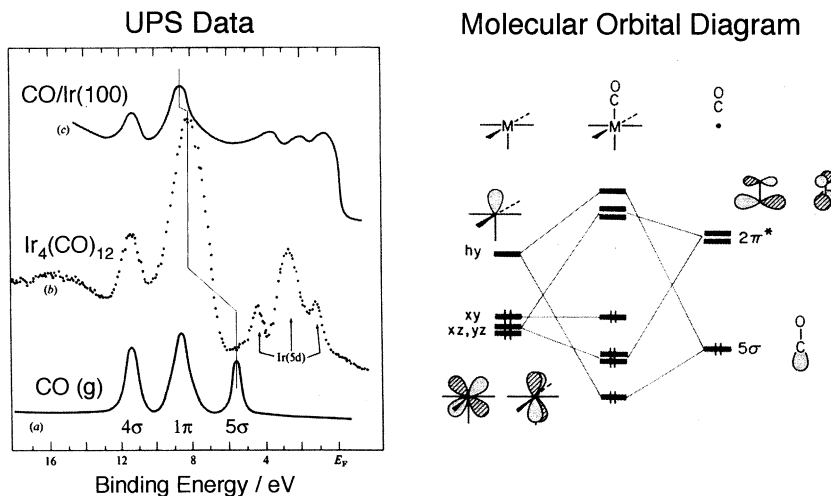 UPS Data
CO/Ir(100)
(c)
Ir₄(CO)₁₂
(b)
Ir(5d)
CO (g)
(a)
4σ 1π 5σ
16 12 8 4 E_F
Binding Energy / eV
Molecular Orbital Diagram
O
C
M
M
O
C
hy
xy
xz, yz
2π*
5σ
O
C